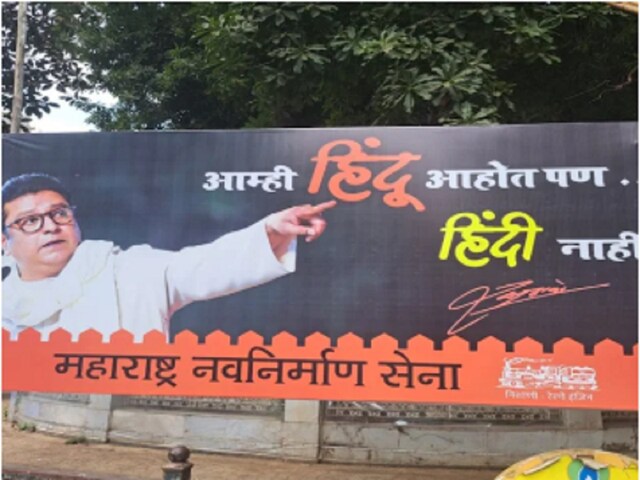 आम्ही हिंदू आहोत पण ..
हिंदी नाही
महाराष्ट्र नवनिर्माण सेना
निशाणी - रेल्वे इंजिन